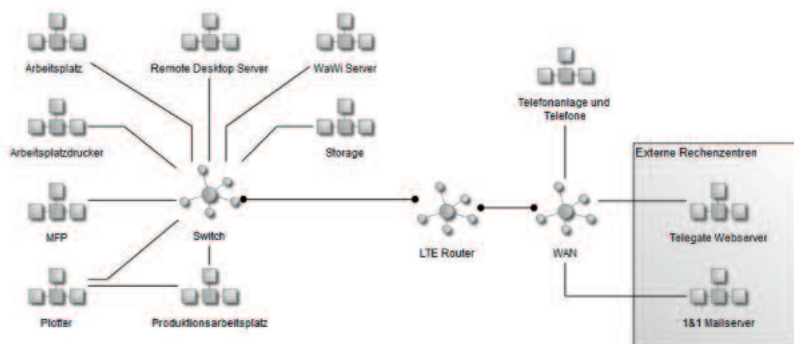 Arbeitsplatz
Remote Desktop Server
WaWi Server
Telefonanlage und
Telefone
Arbeitsplatzdrucker
Storage
Externe Rechenzentren
MFP
Switch
LTE Router
WAN
Telegate Webserver
Plotter
Produktionsarbeitsplatz
1&1 Mailserver